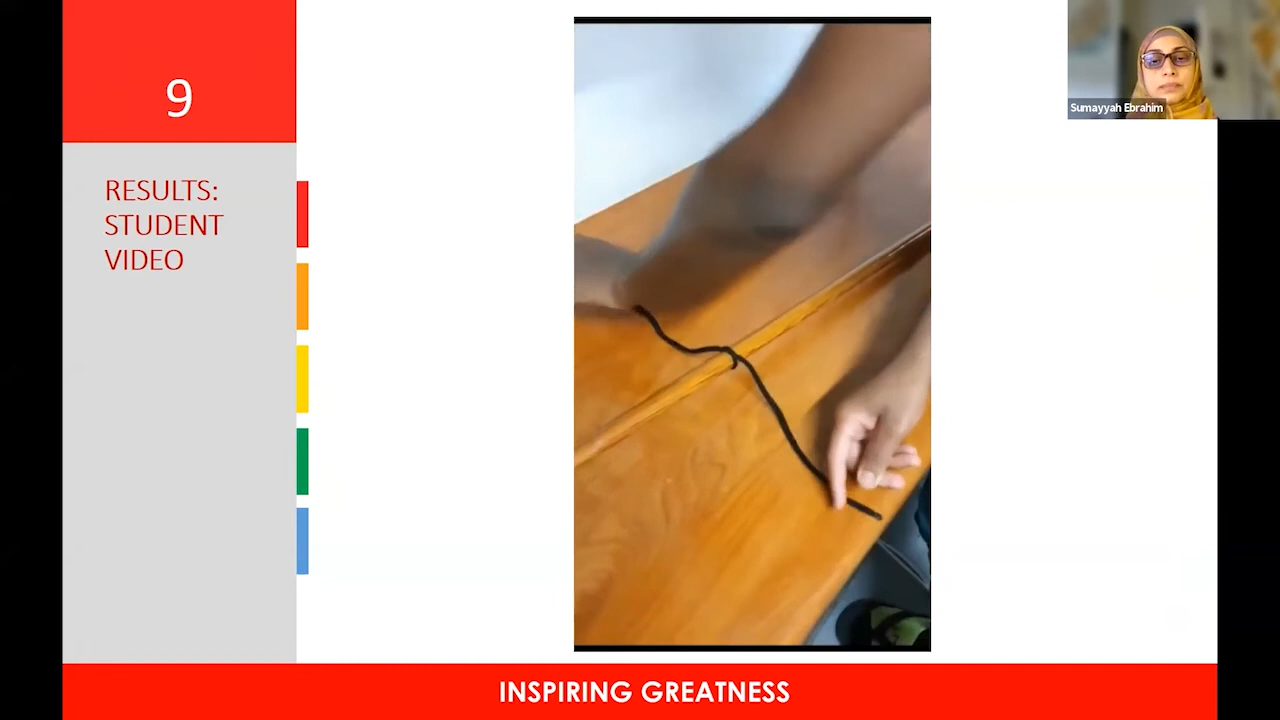 9
RESULTS:
STUDENT
VIDEO
Sumayyah Ebrahim
INSPIRING GREATNESS